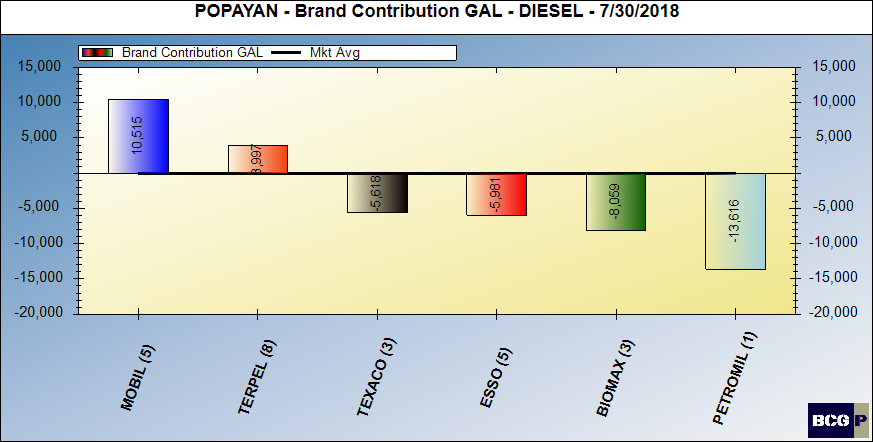 POPAYAN - Brand Contribution GAL - DIESEL - 7/30/2018
Brand Contribution GAL Mkt Avg
15,000 15,000
10,000 10,000
5,000 5,000
-5,000 -5,000
-10,000 -10,000
-15,000 -15,000
-20,000 -20,000
10,515
3,997
-5,618
-5,981
-8,059
-13,616
MOBIL (5)
TERPEL (8)
TEXACO (3)
ESSO (5)
BIOMAX (3)
PETROMIL (1)
BCG P